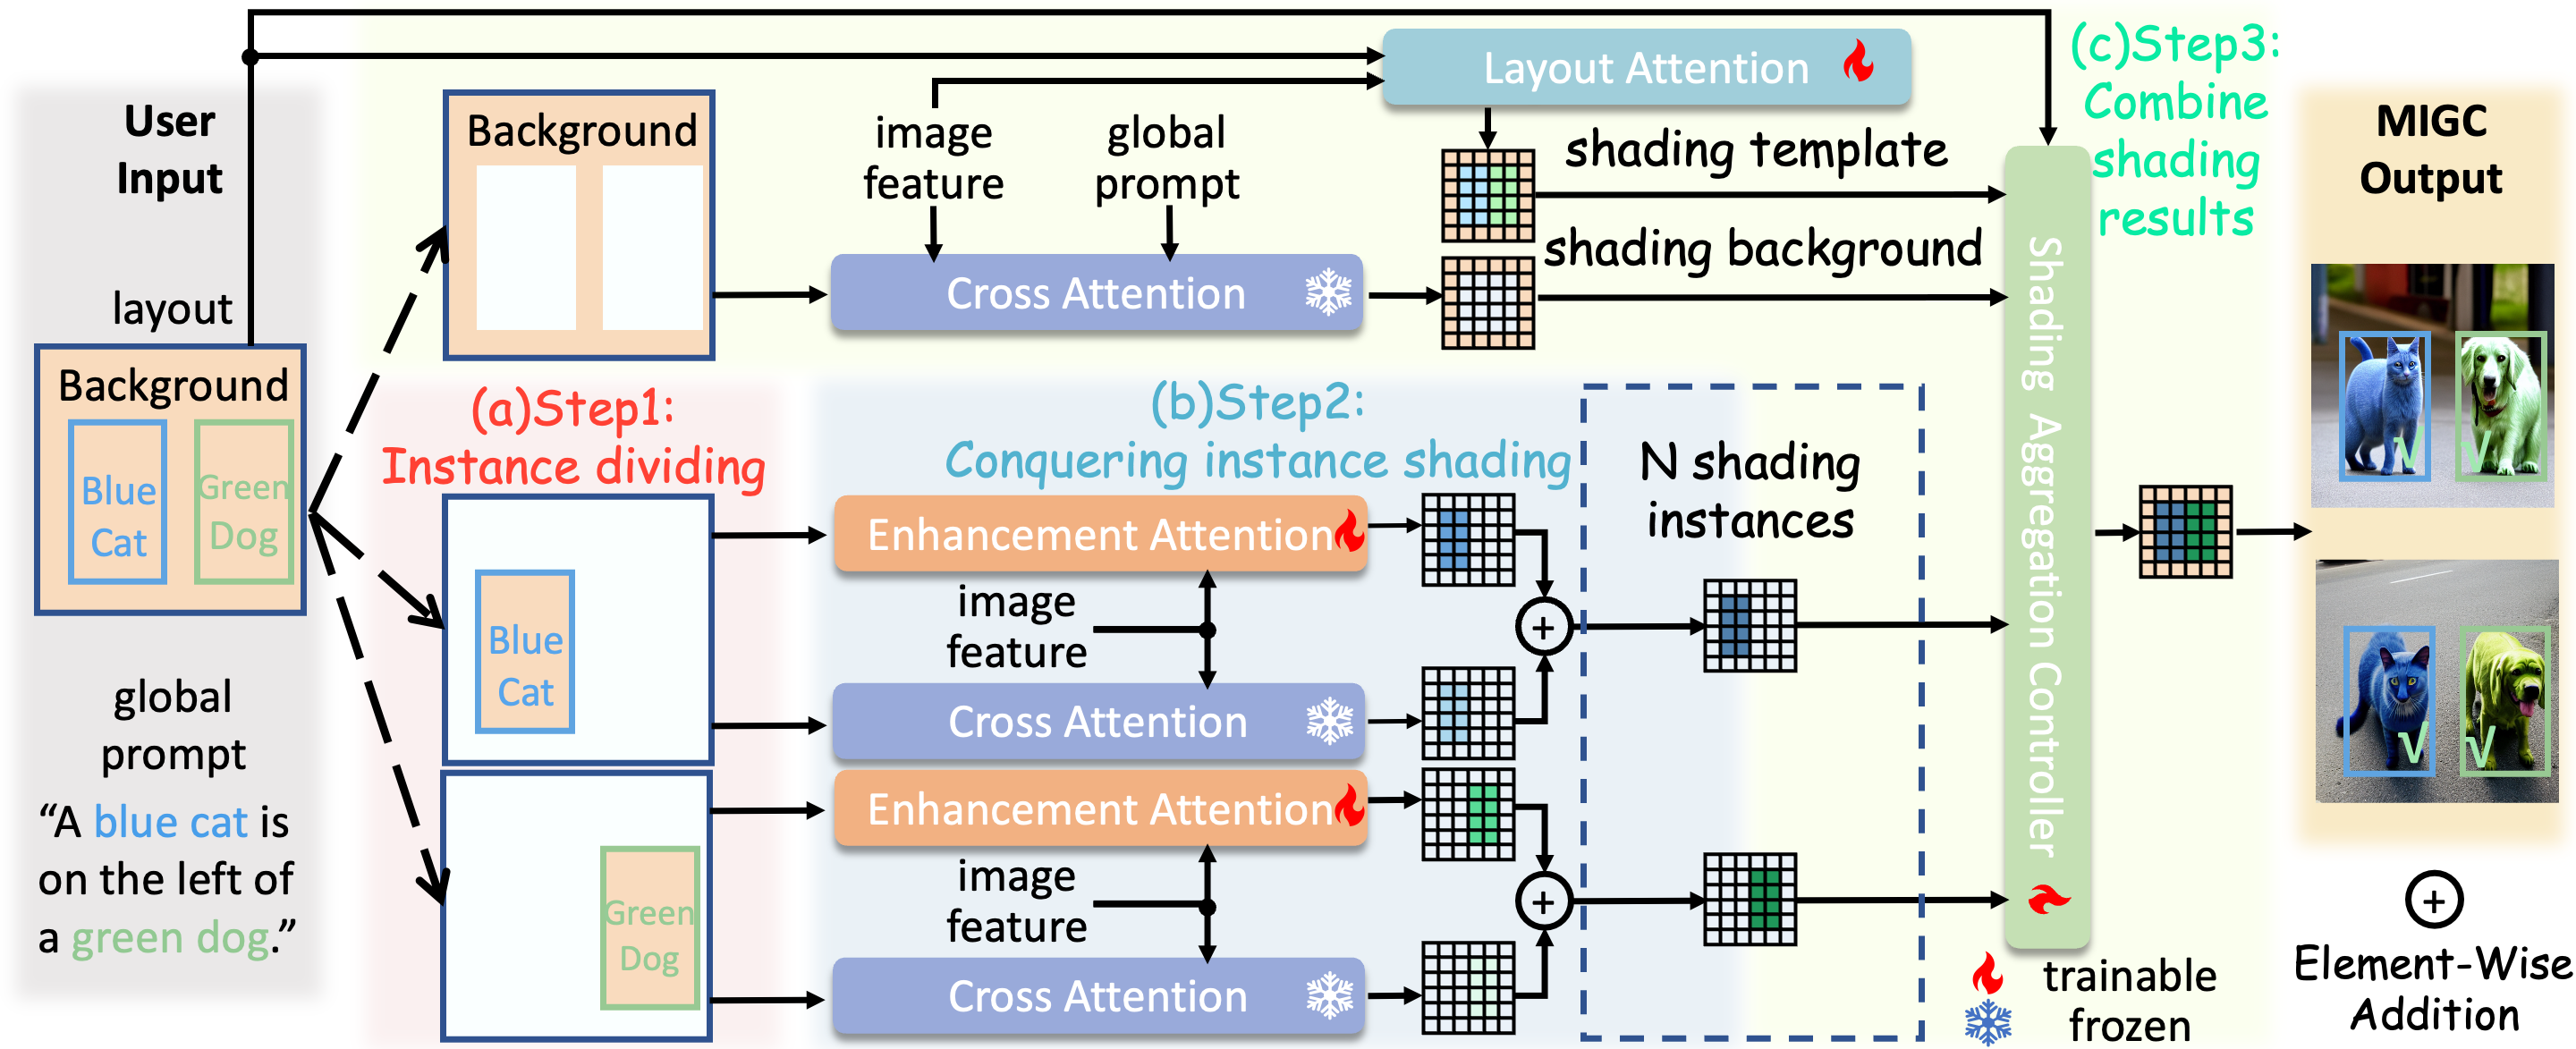 User
Input
layout
Background
Blue
Cat
Green
Dog
global
prompt
“A blue cat is
on the left of
a green dog.”
Background
(a)Step1:
Instance dividing
Blue
Cat
Green
Dog
image
feature
global
prompt
Layout Attention
Cross Attention
shading template
shading background
(b)Step2:
Conquering instance shading
Enhancement Attention
image
feature
Cross Attention
Enhancement Attention
image
feature
Cross Attention
+
+
N shading
instances
(c)Step3:
Combine
shading
results
Shading Aggregation Controller
trainable
frozen
MIGC
Output
√
√
√
√
+
Element-Wise
Addition